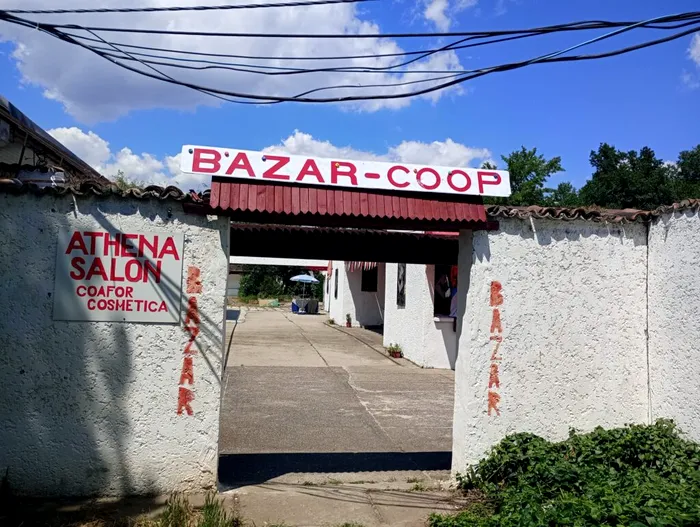 BAZAR-COOP
ATHENA
SALON
COAFOR
COSMETICA
BAZAR
BAZAR